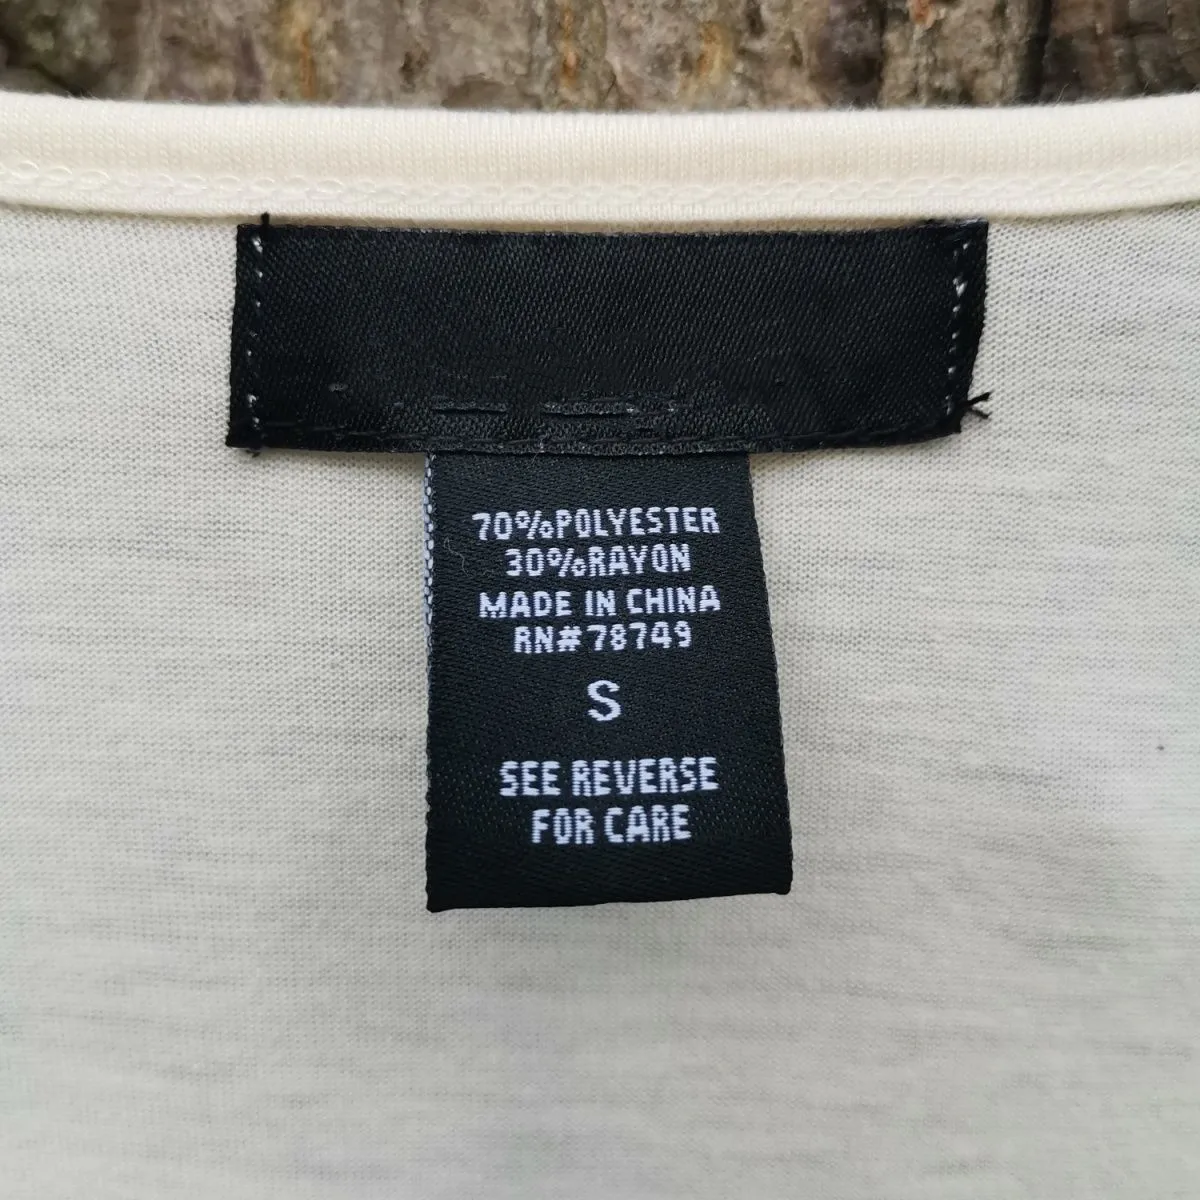 70%POLYESTER
30%RAYON
MADE IN CHINA
RN#78749
S
SEE REVERSE
FOR CARE